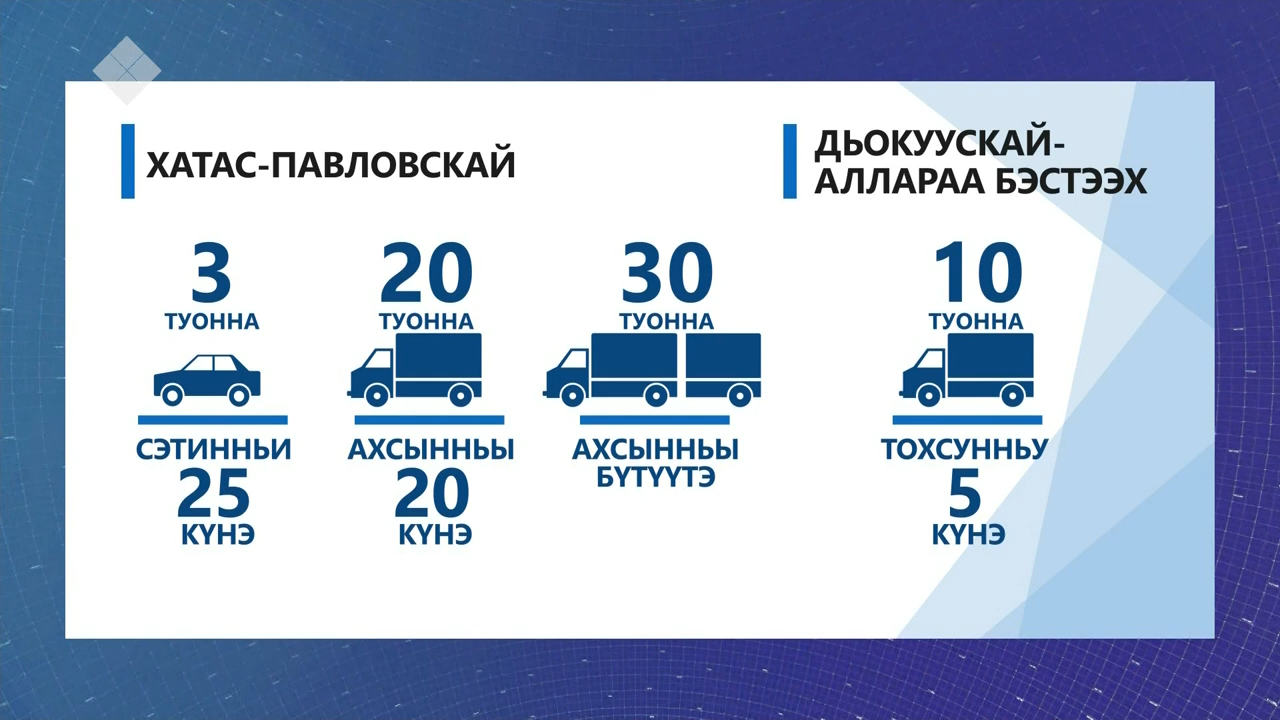 ХАТАС-ПАВЛОВСКАЙ
3
ТУОННА
СЭТИННЬИ
25
КҮНЭ
20
ТУОННА
АХСЫННЬЫ
20
КҮНЭ
30
ТУОННА
АХСЫННЬЫ
БҮТҮҮТЭ
ДЬОКУУСКАЙ-
АЛЛАРАА БЭСТЭЭХ
10
ТУОННА
ТОХСУННЬУ
5
КҮНЭ